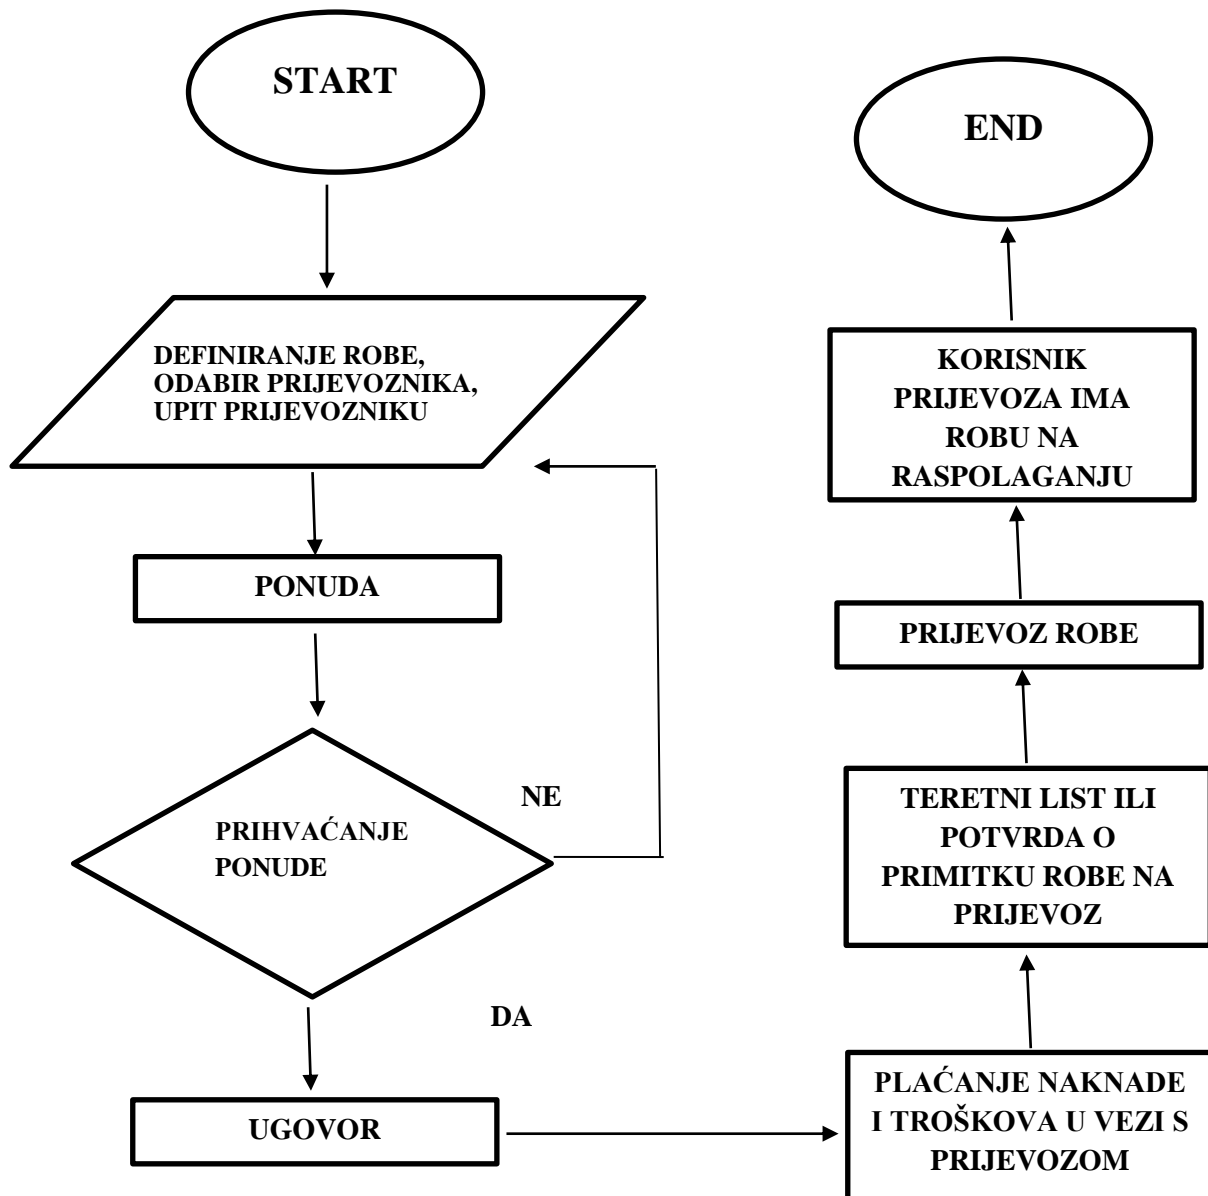 START
DEFINIRANJE ROBE,
ODABIR PRIJEVOZNIKA,
UPIT PRIJEVOZNIKU
PONUDA
PRIHVAĆANJE
PONUDE
NE
DA
UGOVOR
PLAĆANJE NAKNADE
I TROŠKOVA U VEZI S
PRIJEVOZOM
TERETNI LIST ILI
POTVRDA O
PRIMITKU ROBE NA
PRIJEVOZ
PRIJEVOZ ROBE
KORISNIK
PRIJEVOZA IMA
ROBU NA
RASPOLAGANJU
END